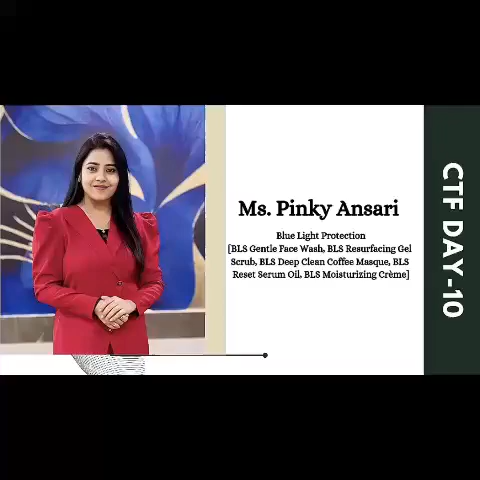 Ms. Pinky Ansari
Blue Light Protection
[BLS Gentle Face Wash, BLS Resurfacing Gel
Scrub, BLS Deep Clean Coffee Masque, BLS
Reset Serum Oil. BLS Moisturizing Crème]
CTF DAY-10